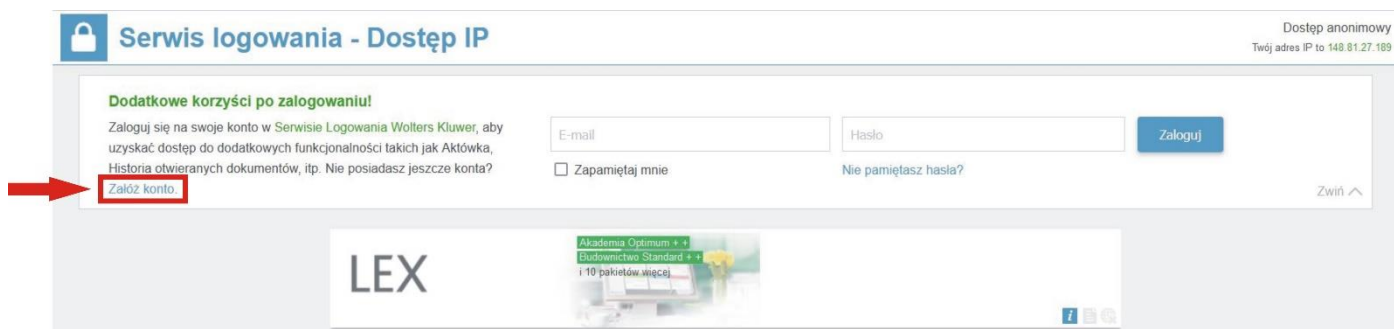 Serwis logowania - Dostęp IP
Dostęp anonimowy
Twój adres IP to 148.81.27.189
Dodatkowe korzyści po zalogowaniu!
Zaloguj się na swoje konto w Serwisie Logowania Wolters Kluwer, aby
uzyskać dostęp do dodatkowych funkcjonalności takich jak Aktówka,
Historia otwieranych dokumentów, itp. Nie posiadasz jeszcze konta?
Załóż konto.
E-mail
Hasło
Zaloguj
Zapamiętaj mnie
Nie pamiętasz hasła?
Zwiń
LEX
Akademia Optimum + +
Budownictwo Standard + +
i 10 pakietów więcej
i